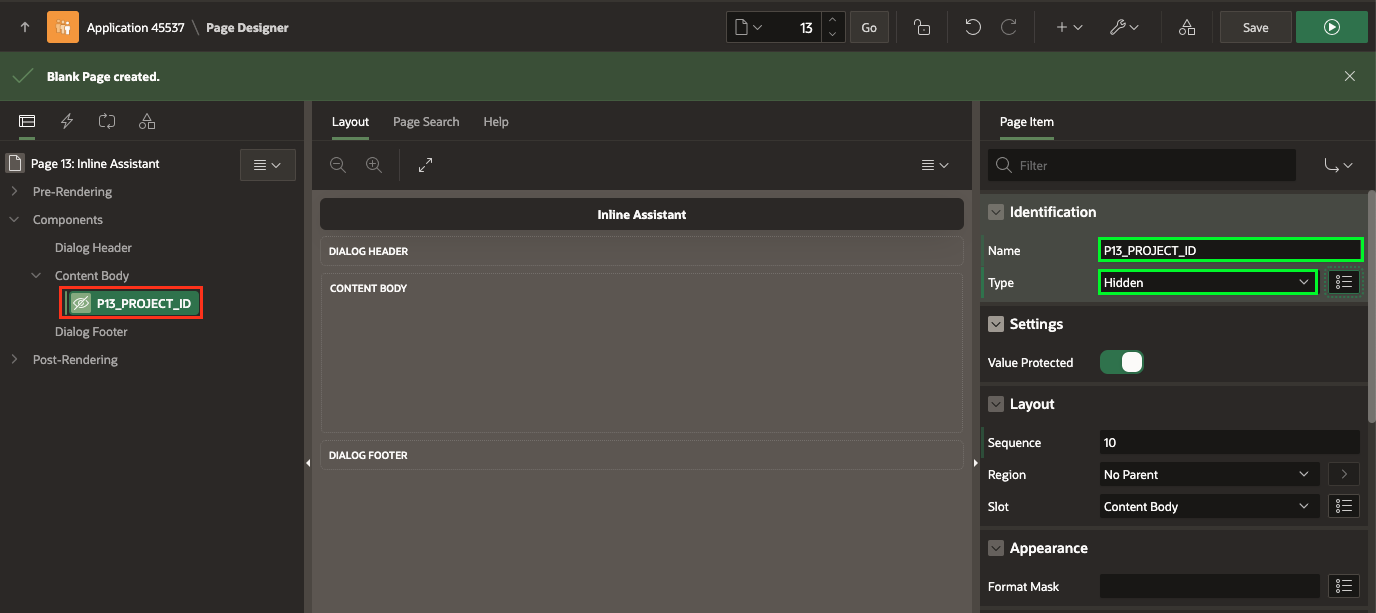 Application 45537 \ Page Designer
13
Go
Save
Blank Page created.
Layout
Page Search
Help
Page Item
Page 13: Inline Assistant
Pre-Rendering
Components
Dialog Header
Content Body
P13_PROJECT_ID
Dialog Footer
Post-Rendering
Inline Assistant
DIALOG HEADER
CONTENT BODY
DIALOG FOOTER
Filter
Identification
Name P13_PROJECT_ID
Type Hidden
Settings
Value Protected
Layout
Sequence 10
Region No Parent
Slot Content Body
Appearance
Format Mask